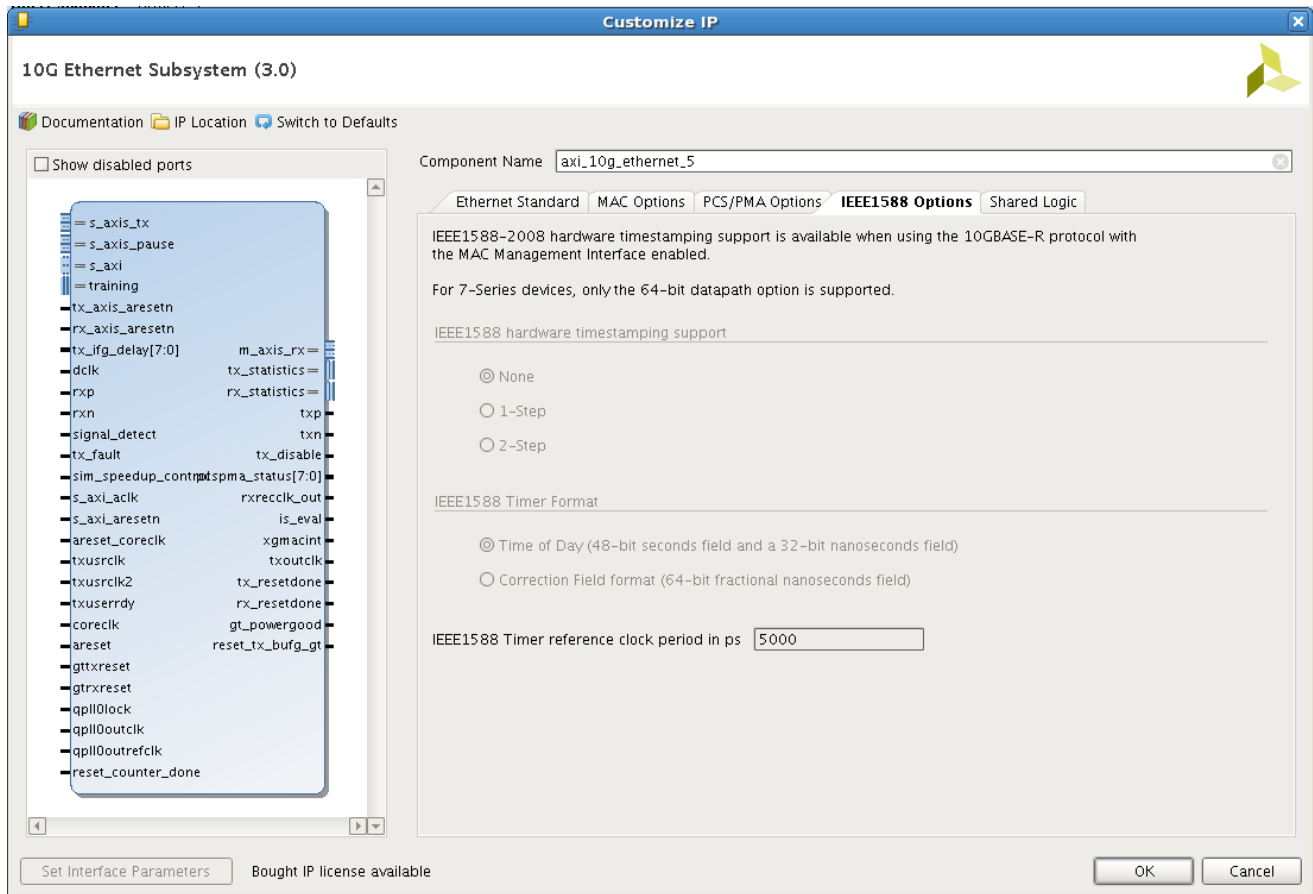 Customize IP
10G Ethernet Subsystem (3.0)
Documentation IP Location Switch to Defaults
Show disabled ports
s_axis_tx
s_axis_pause
s_axi
training
tx_axis_aresetn
rx_axis_aresetn
tx_ifg_delay[7:0] m_axis_rx
dclk tx_statistics
rxp rx_statistics
rxn txp
signal_detect txn
tx_fault tx_disable
pcspma_status[7:0]
s_axi_aclk rxrecclk_out
s_axi_aresetn is_eval
areset_coreclk xgmacint
txusrclk txoutclk
txusrclk2 tx_resetdone
txuserrdy rx_resetdone
coreclk gt_powergood
areset reset_tx_bufg_gt
gttxreset
gtrxreset
qpll0lock
qpll0outclk
qpll0outrefclk
reset_counter_done
Component Name axi_10g_ethernet_5
Ethernet Standard MAC Options PCS/PMA Options IEEE1588 Options Shared Logic
IEEE1588-2008 hardware timestamping support is available when using the 10GBASE-R protocol with
the MAC Management Interface enabled.
For 7-Series devices, only the 64-bit datapath option is supported.
IEEE1588 hardware timestamping support
None
1-Step
2-Step
IEEE1588 Timer Format
Time of Day (48-bit seconds field and a 32-bit nanoseconds field)
Correction Field format (64-bit fractional nanoseconds field)
IEEE1588 Timer reference clock period in ps 5000
Set Interface Parameters Bought IP license available
OK Cancel